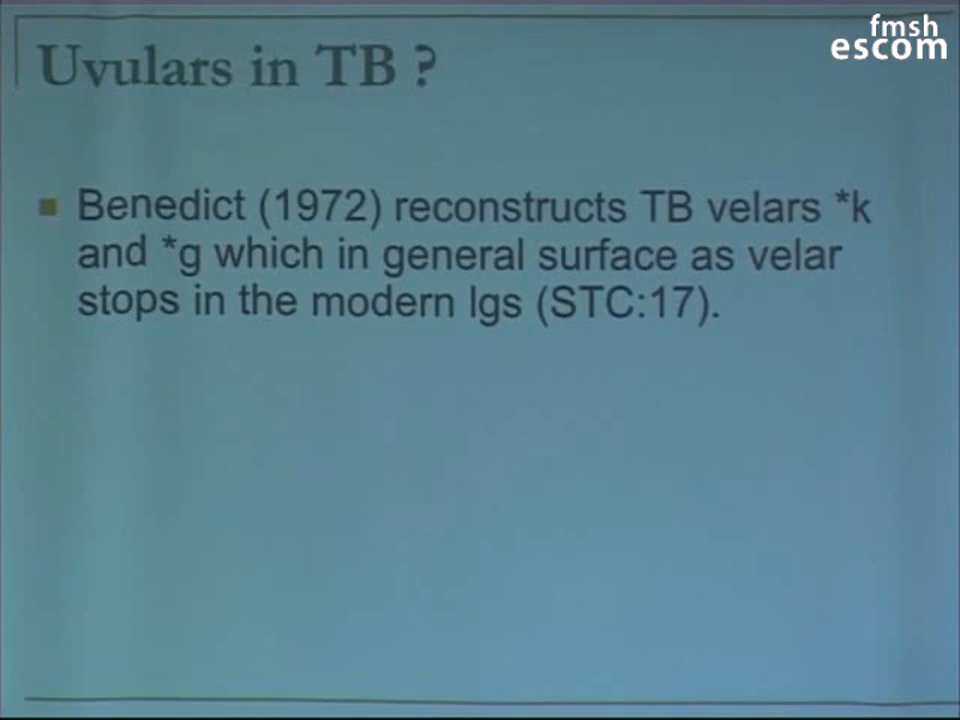 fmsh
escom
Uvulars in TB ?
Benedict (1972) reconstructs TB velars *k
and *g which in general surface as velar
stops in the modern lgs (STC:17).